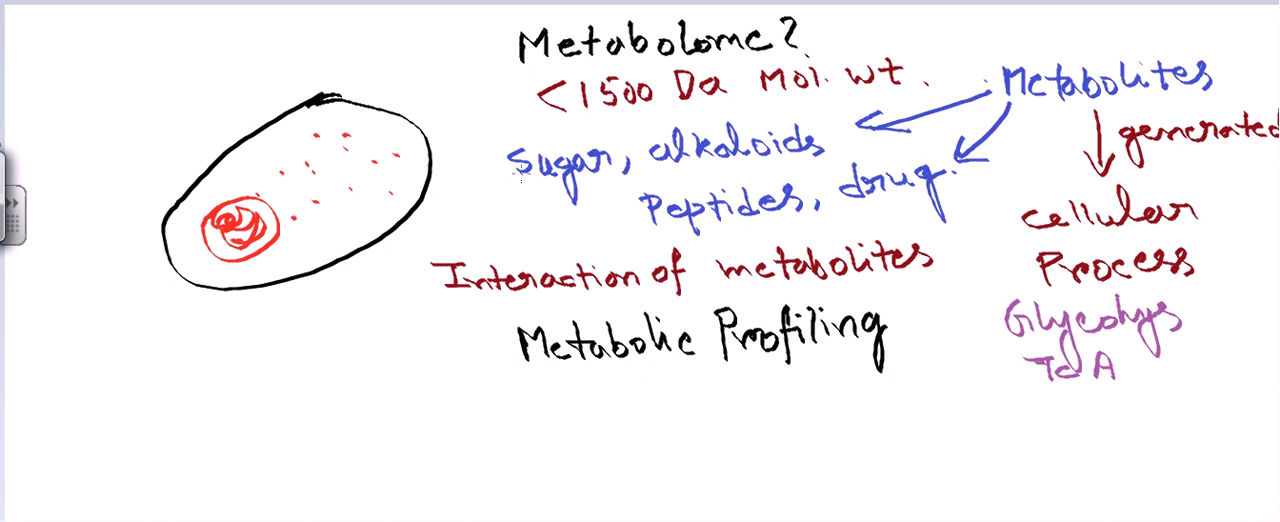 Metabolome?
<1500 Da Mol. wt.
Metabolites
Sugar, alkaloids
Peptides, drug.
generated
cellular
Process
Interaction of metabolites
Metabolic Profiling
Glycolys
TcA